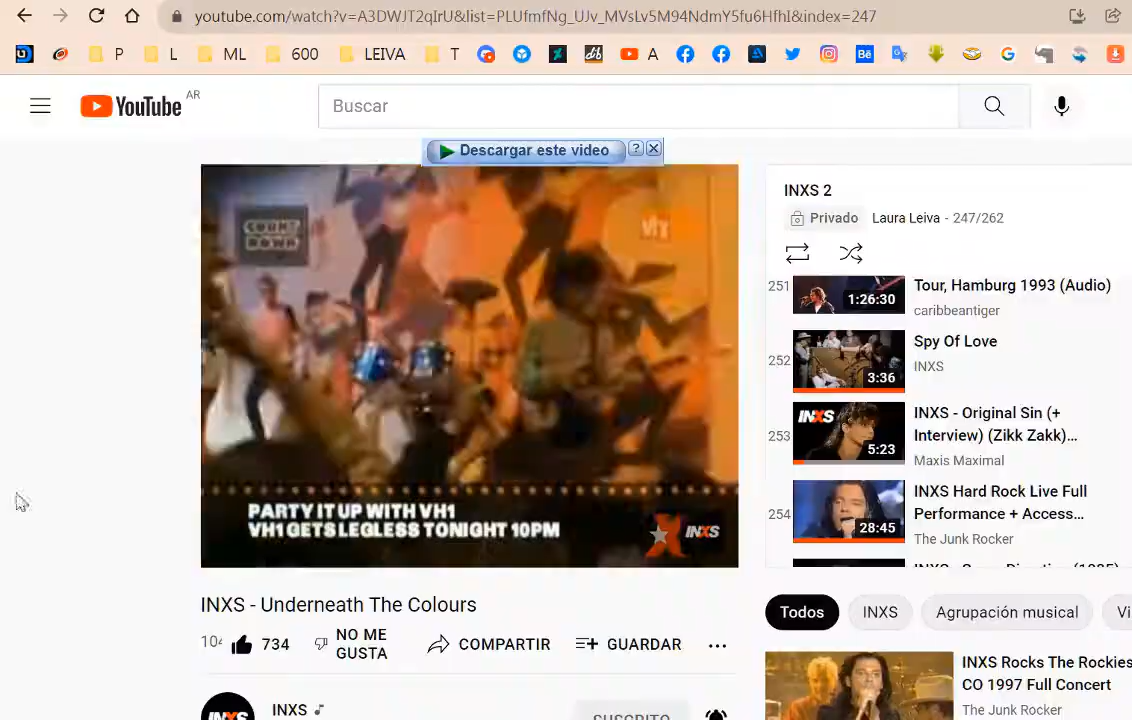 youtube.com/watch?v=A3DWJT2qIrU&list=PLUfmfNg_UJv_MVsLv5M94NdmY5fu6HfhI&index=247
P L ML 600 LEIVA T A
YouTube AR
Buscar
Descargar este video
?
COUNT
DOWN
VH1
PARTY IT UP WITH VH1
VH1 GETS LEGLESS TONIGHT 10PM
INXS
INXS 2
Privado Laura Leiva - 247/262
251
1:26:30
Tour, Hamburg 1993 (Audio)
caribbeantiger
252
3:36
Spy Of Love
INXS
253
INXS
5:23
INXS - Original Sin (+
Interview) (Zikk Zakk)...
Maxis Maximal
254
28:45
INXS Hard Rock Live Full
Performance + Access...
The Junk Rocker
INXS - Underneath The Colours
734
NO ME
GUSTA
COMPARTIR
GUARDAR
Todos
INXS
Agrupación musical
Vi
INXS Rocks The Rockies
CO 1997 Full Concert
The Junk Rocker
INXS
INXS
SUSCRITO